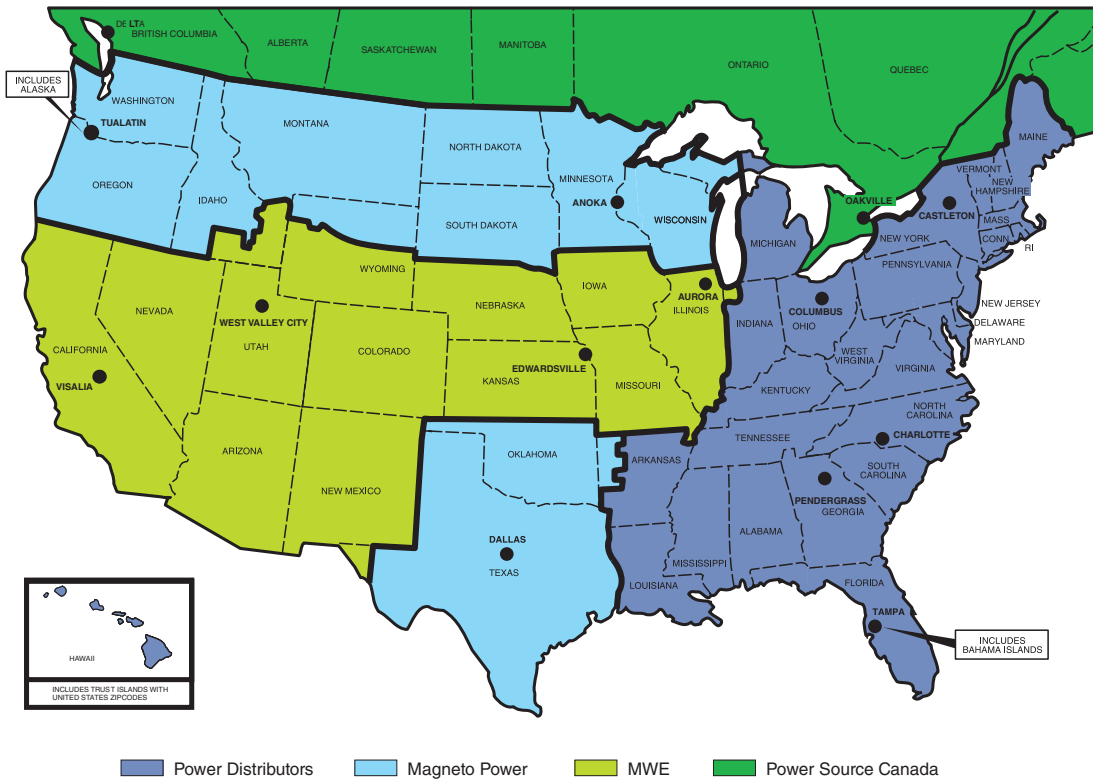 DE LTA
BRITISH COLUMBIA
ALBERTA
SASKATCHEWAN
MANITOBA
ONTARIO
QUEBEC
INCLUDES
ALASKA
WASHINGTON
TUALATIN
OREGON
IDAHO
MONTANA
NORTH DAKOTA
SOUTH DAKOTA
MINNESOTA
ANOKA
WISCONSIN
MICHIGAN
OAKVILLE
MAINE
VERMONT
NEW
HAMPSHIRE
CASTLETON
MASS
CONN
RI
NEW YORK
PENNSYLVANIA
NEW JERSEY
DELAWARE
MARYLAND
WYOMING
NEBRASKA
IOWA
AURORA
ILLINOIS
INDIANA
COLUMBUS
OHIO
WEST
VIRGINIA
VIRGINIA
NEVADA
WEST VALLEY CITY
UTAH
COLORADO
CALIFORNIA
VISALIA
EDWARDSVILLE
KANSAS
MISSOURI
KENTUCKY
NORTH
CAROLINA
CHARLOTTE
TENNESSEE
SOUTH
CAROLINA
ARIZONA
NEW MEXICO
OKLAHOMA
ARKANSAS
PENDERGRASS
GEORGIA
ALABAMA
MISSISSIPPI
LOUISIANA
DALLAS
TEXAS
FLORIDA
TAMPA
INCLUDES
BAHAMA ISLANDS
HAWAII
INCLUDES TRUST ISLANDS WITH
UNITED STATES ZIPCODES
Power Distributors
Magneto Power
MWE
Power Source Canada